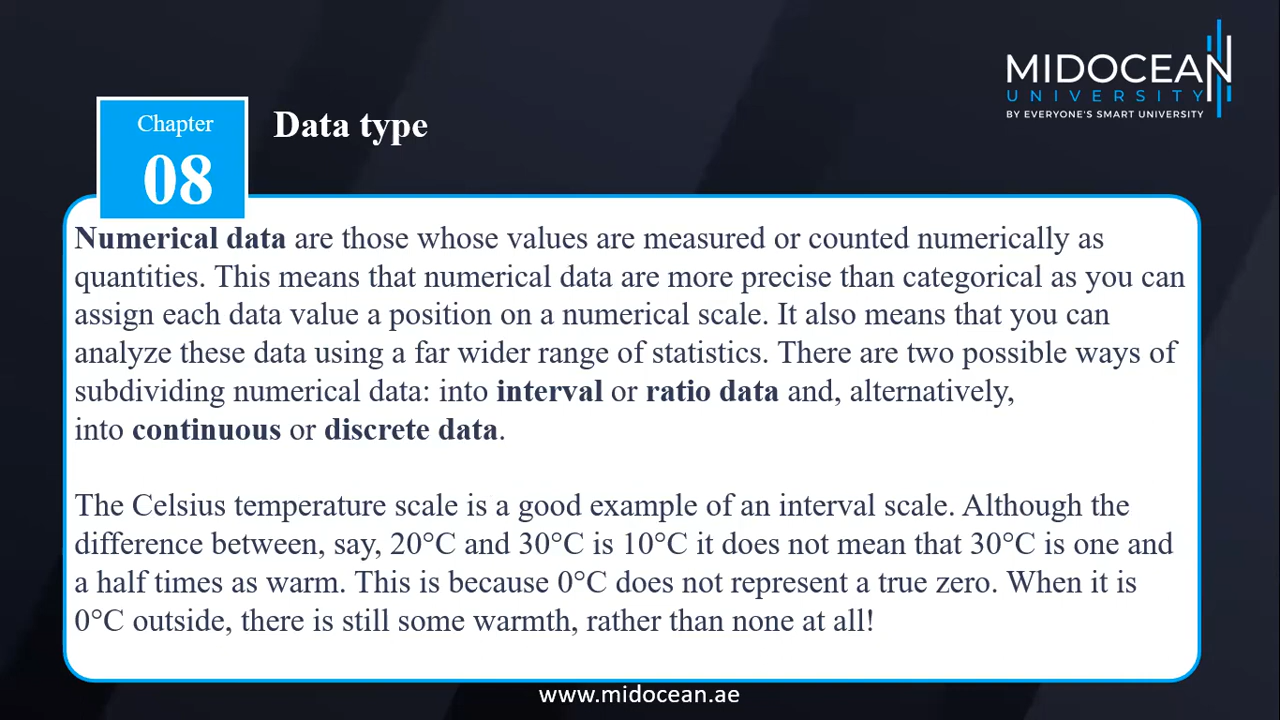 MIDOCEAN
UNIVERSITY
BY EVERYONE'S SMART UNIVERSITY
Chapter
08
Data type
Numerical data are those whose values are measured or counted numerically as
quantities. This means that numerical data are more precise than categorical as you can
assign each data value a position on a numerical scale. It also means that you can
analyze these data using a far wider range of statistics. There are two possible ways of
subdividing numerical data: into interval or ratio data and, alternatively,
into continuous or discrete data.
The Celsius temperature scale is a good example of an interval scale. Although the
difference between, say, 20°C and 30°C is 10°C it does not mean that 30°C is one and
a half times as warm. This is because 0°C does not represent a true zero. When it is
0°C outside, there is still some warmth, rather than none at all!
www.midocean.ae